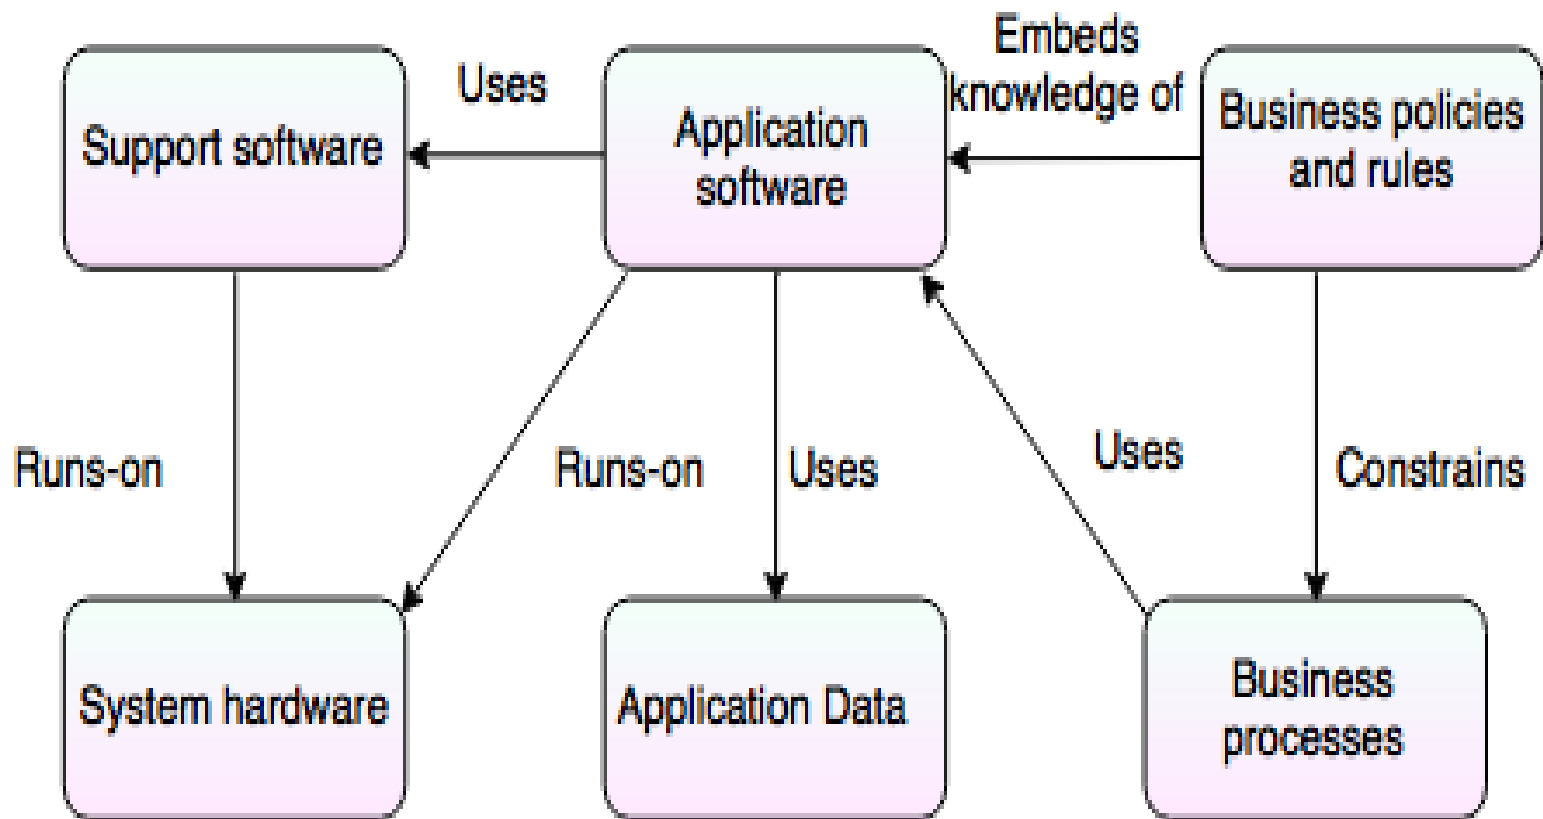 Embeds
knowledge of
Uses
Support software
Application
software
Business policies
and rules
Runs-on
Runs-on
Uses
Uses
Constrains
System hardware
Application Data
Business
processes